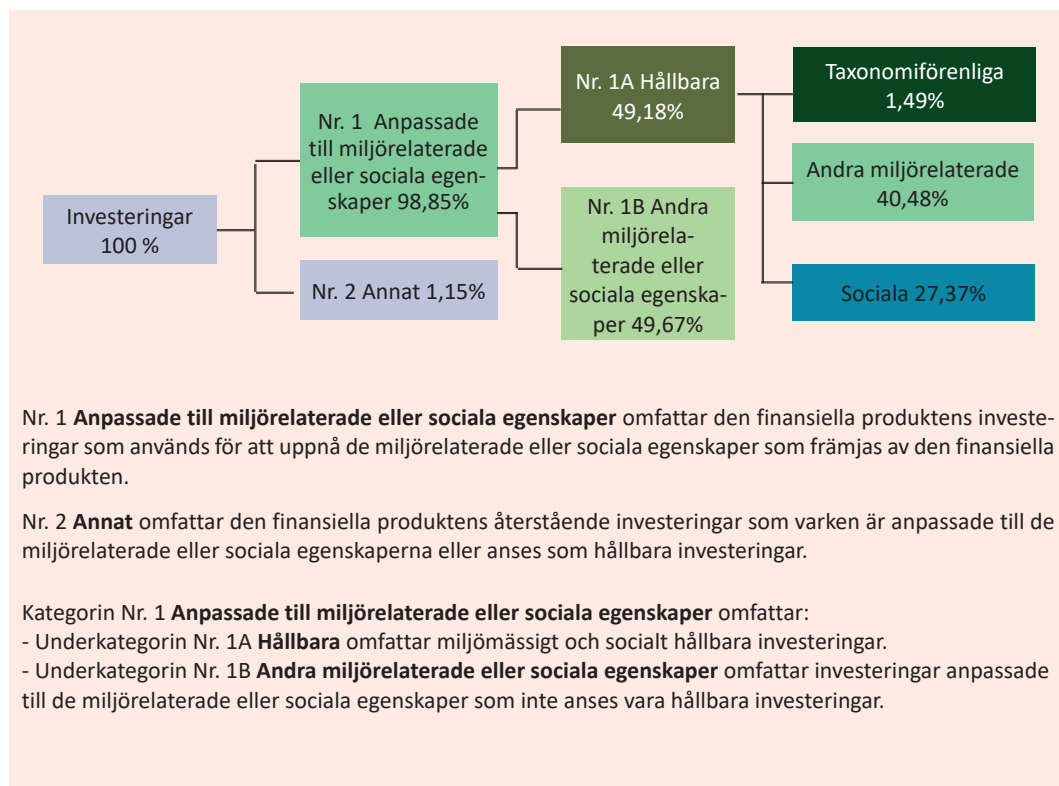 Investeringar
100 %
Nr. 1 Anpassade
till miljörelaterade
eller sociala egen-
skaper 98,85%
Nr. 2 Annat 1,15%
Nr. 1A Hållbara
49,18%
Nr. 1B Andra
miljörela-
terade eller
sociala egenska-
per 49,67%
Taxonomiförenliga
1,49%
Andra miljörelaterade
40,48%
Sociala 27,37%
Nr. 1 Anpassade till miljörelaterade eller sociala egenskaper omfattar den finansiella produktens investe-
ringar som används för att uppnå de miljörelaterade eller sociala egenskaper som främjas av den finansiella
produkten.
Nr. 2 Annat omfattar den finansiella produktens återstående investeringar som varken är anpassade till de
miljörelaterade eller sociala egenskaperna eller anses som hållbara investeringar.
Kategorin Nr. 1 Anpassade till miljörelaterade eller sociala egenskaper omfattar:
- Underkategorin Nr. 1A Hållbara omfattar miljömässigt och socialt hållbara investeringar.
- Underkategorin Nr. 1B Andra miljörelaterade eller sociala egenskaper omfattar investeringar anpassade
till de miljörelaterade eller sociala egenskaper som inte anses vara hållbara investeringar.